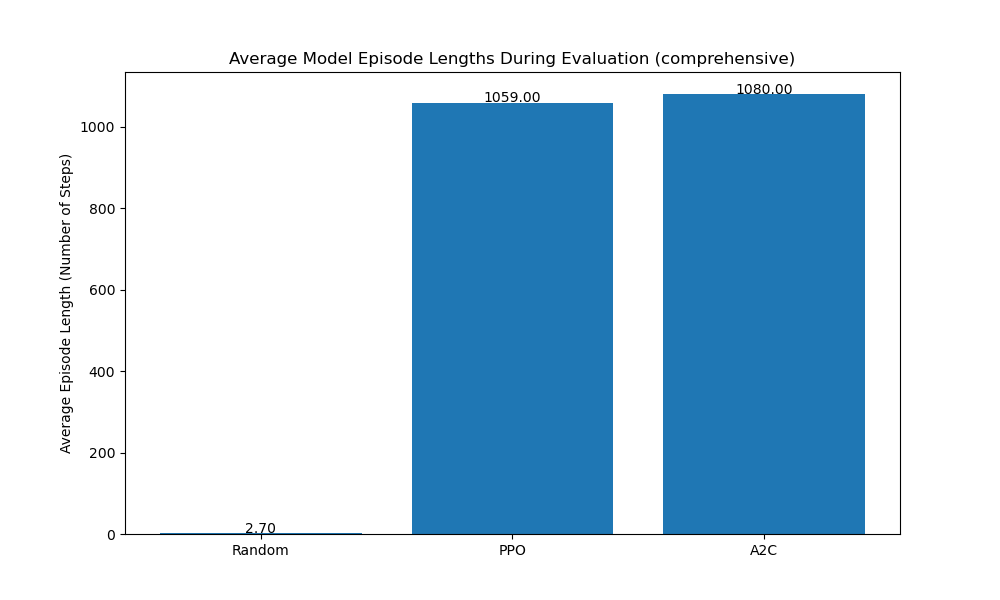 Average Model Episode Lengths During Evaluation (comprehensive)
Average Episode Length (Number of Steps)
1000
800
600
400
200
0
2.70
1059.00
1080.00
Random
PPO
A2C